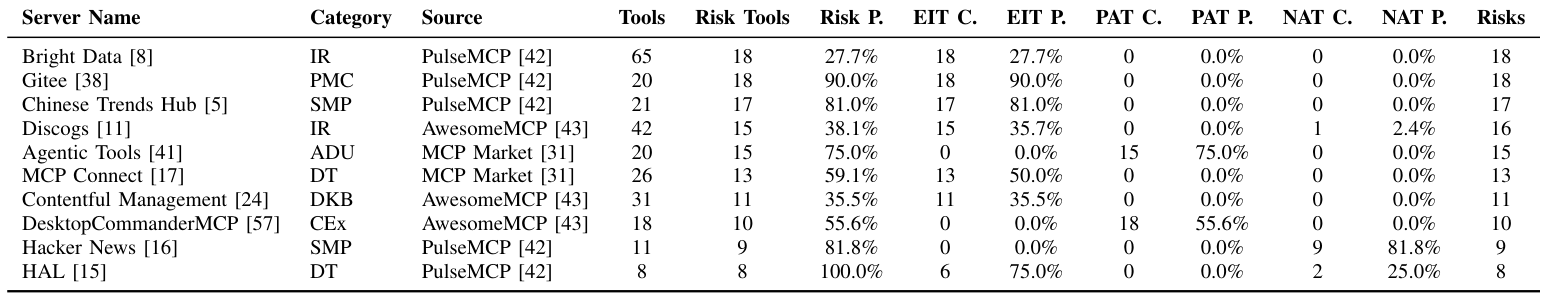 Server Name Category Source Tools Risk Tools Risk P. EIT C. EIT P. PAT C. PAT P. NAT C. NAT P. Risks
Bright Data [8] IR PulseMCP [42] 65 18 27.7% 18 27.7% 0 0.0% 0 0.0% 18
Gitee [38] PMC PulseMCP [42] 20 18 90.0% 18 90.0% 0 0.0% 0 0.0% 18
Chinese Trends Hub [5] SMP PulseMCP [42] 21 17 81.0% 17 81.0% 0 0.0% 0 0.0% 17
Discogs [11] IR AwesomeMCP [43] 42 15 38.1% 15 35.7% 0 0.0% 1 2.4% 16
Agentic Tools [41] ADU MCP Market [31] 20 15 75.0% 0 0.0% 15 75.0% 0 0.0% 15
MCP Connect [17] DT MCP Market [31] 26 13 59.1% 13 50.0% 0 0.0% 0 0.0% 13
Contentful Management [24] DKB AwesomeMCP [43] 31 11 35.5% 11 35.5% 0 0.0% 0 0.0% 11
DesktopCommanderMCP [57] CEx AwesomeMCP [43] 18 10 55.6% 0 0.0% 18 55.6% 0 0.0% 10
Hacker News [16] SMP PulseMCP [42] 11 9 81.8% 0 0.0% 0 0.0% 9 81.8% 9
HAL [15] DT PulseMCP [42] 8 8 100.0% 6 75.0% 0 0.0% 2 25.0% 8